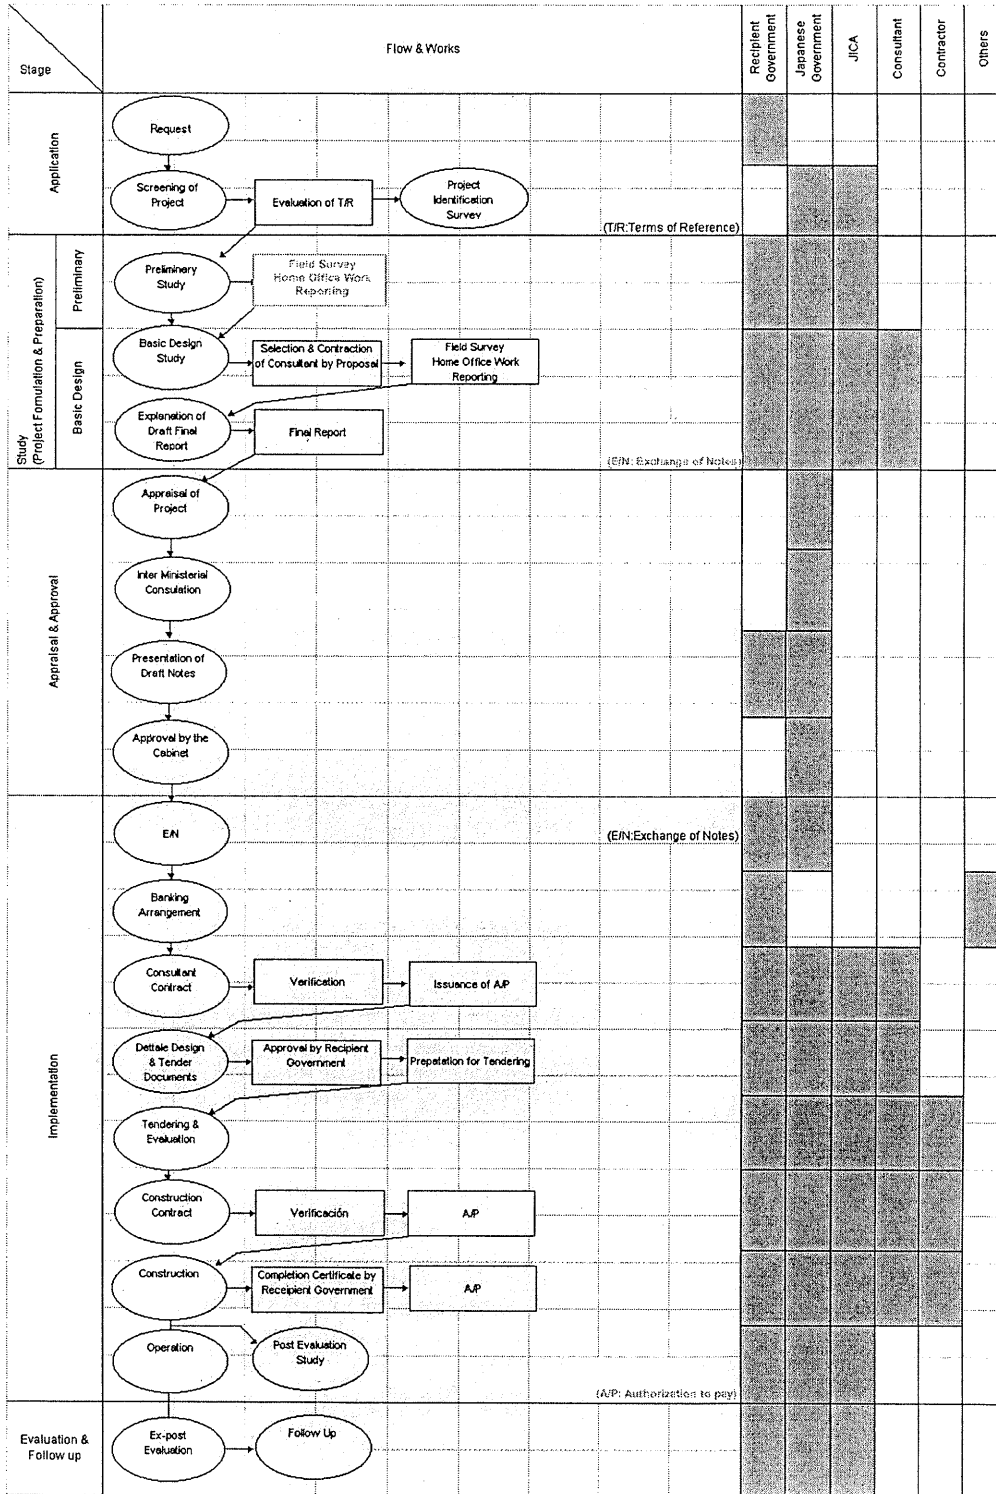 Stage
Flow & Works
Recipient
Government
Japanese
Government
JICA
Consultant
Contractor
Others
Application
Request
Screening of
Project
Evaluation of T/R
Project
Identification
Survey
(T/R:Terms of Reference)
Study
(Project Fomulation & Preparation)
Preliminary
Preliminary
Study
Field Survey
Home Office Work
Reporting
Basic Design
Basic Design
Study
Selection & Contraction
of Consultant by Proposal
Field Survey
Home Office Work
Reporting
Explanation of
Draft Final
Report
Final Report
(E/N: Exchange of Notes)
Appraisal & Approval
Appraisal of
Project
Inter Ministerial
Consulation
Presentation of
Draft Notes
Approval by the
Cabinet
Implementation
E/N
(E/N:Exchange of Notes)
Banking
Arrangement
Consultant
Contract
Verification
Issuance of A/P
Dettale Design
& Tender
Documents
Approval by Recipient
Government
Prepatation for Tendering
Tendering &
Evaluation
Construction
Contract
Verificación
A/P
Construction
Completion Certificate by
Receipient Government
A/P
Operation
Post Evaluation
Study
(A/P: Authorization to pay)
Evaluation &
Follow up
Ex-post
Evaluation
Follow Up